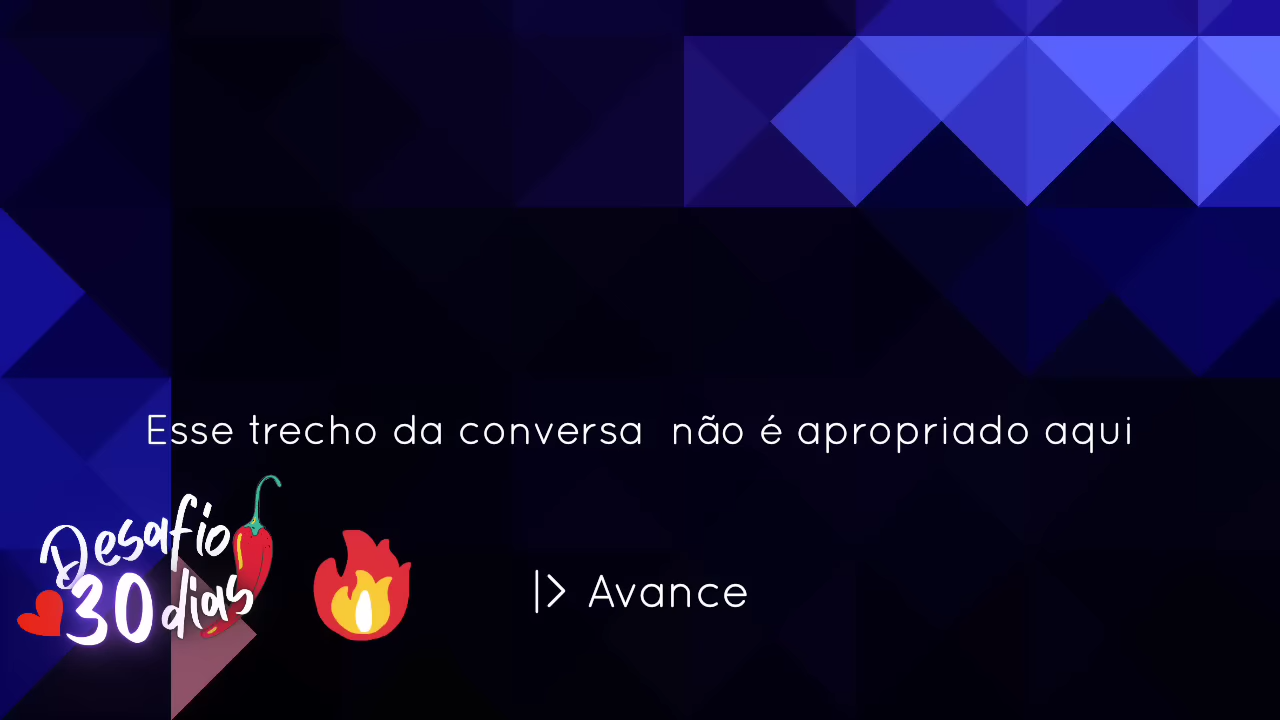 Esse trecho da conversa não é apropriado aqui
Desafio
30 dias
|> Avance